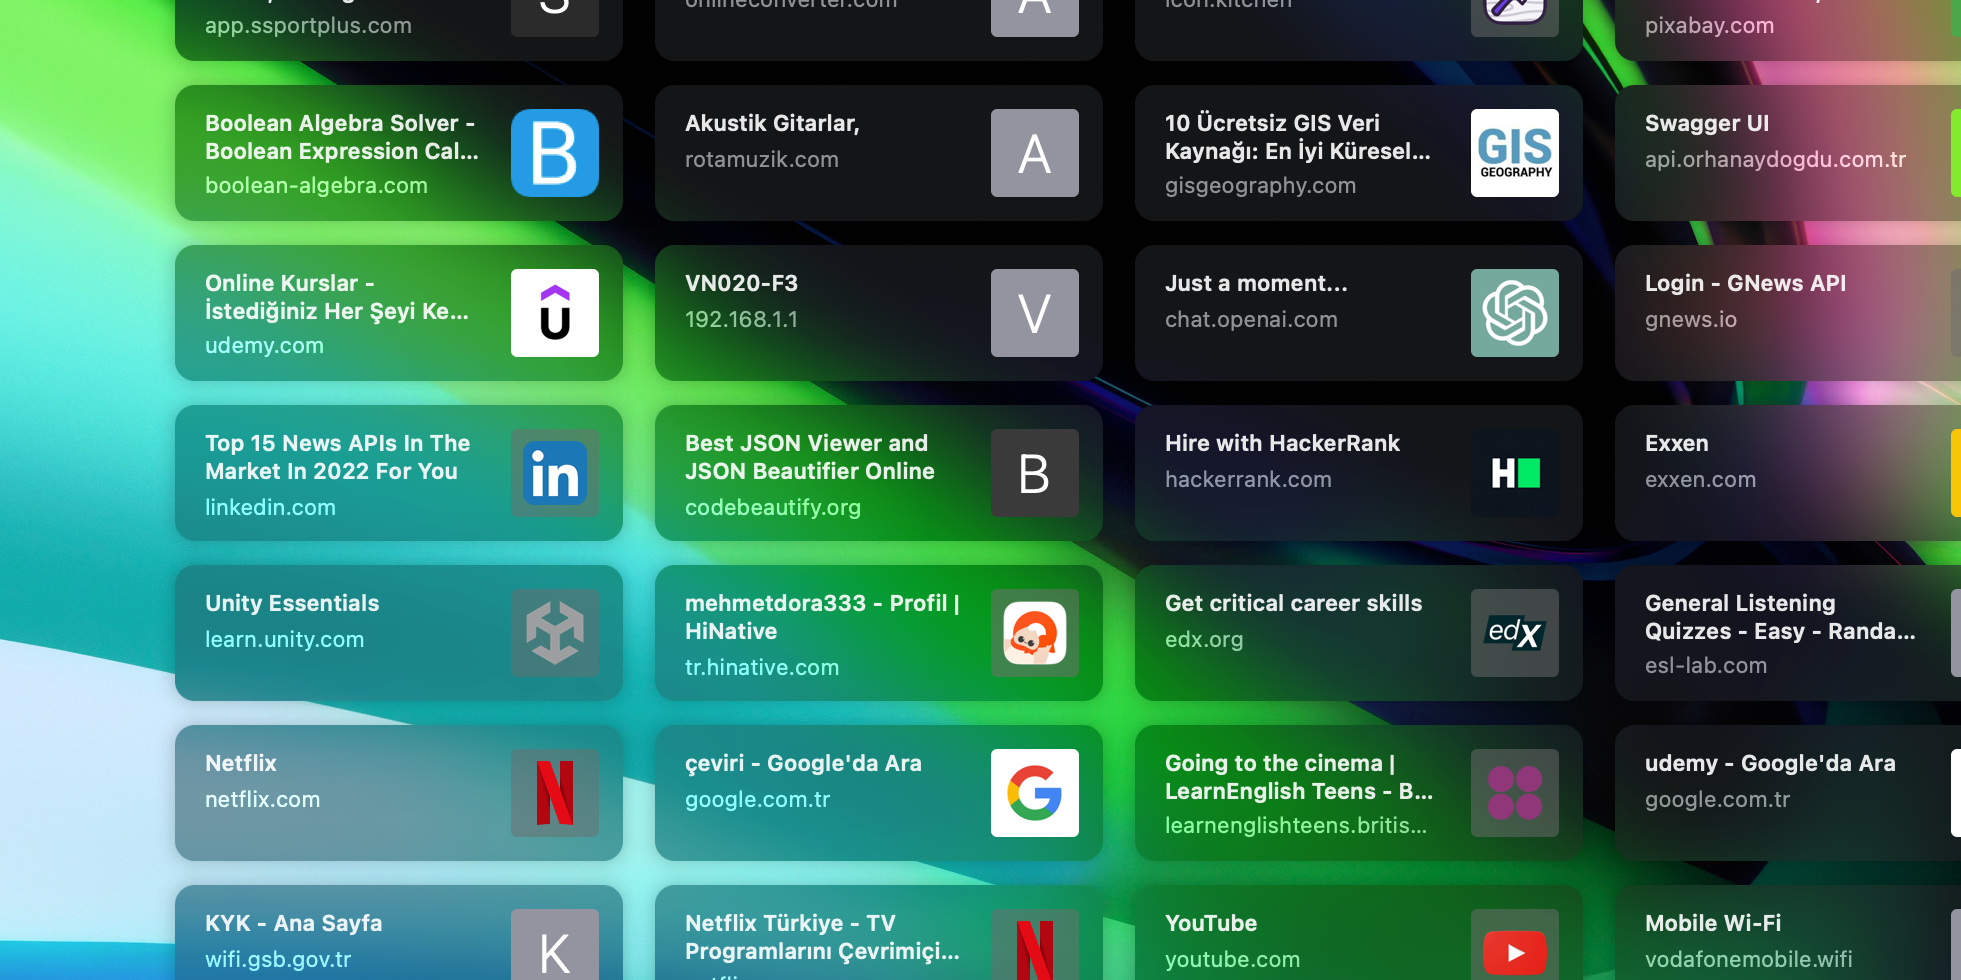 app.ssportplus.com
onlineconverter.com
icon.kitchen
pixabay.com
Boolean Algebra Solver -
Boolean Expression Cal...
boolean-algebra.com
B
Akustik Gitarlar,
rotamuzik.com
A
10 Ücretsiz GIS Veri
Kaynağı: En İyi Küresel...
gisgeography.com
GIS
GEOGRAPHY
Swagger UI
api.orhanaydogdu.com.tr
Online Kurslar -
İstediğiniz Her Şeyi Ke...
udemy.com
VN020-F3
192.168.1.1
V
Just a moment...
chat.openai.com
Login - GNews API
gnews.io
Top 15 News APIs In The
Market In 2022 For You
linkedin.com
in
Best JSON Viewer and
JSON Beautifier Online
codebeautify.org
B
Hire with HackerRank
hackerrank.com
H
Exxen
exxen.com
Unity Essentials
learn.unity.com
mehmetdora333 - Profil |
HiNative
tr.hinative.com
Get critical career skills
edx.org
edX
General Listening
Quizzes - Easy - Randa...
esl-lab.com
Netflix
netflix.com
N
çeviri - Google'da Ara
google.com.tr
G
Going to the cinema |
LearnEnglish Teens - B...
learnenglishteens.britis...
udemy - Google'da Ara
google.com.tr
KYK - Ana Sayfa
wifi.gsb.gov.tr
K
Netflix Türkiye - TV
Programlarını Çevrimiçi...
N
YouTube
youtube.com
Mobile Wi-Fi
vodafonemobile.wifi